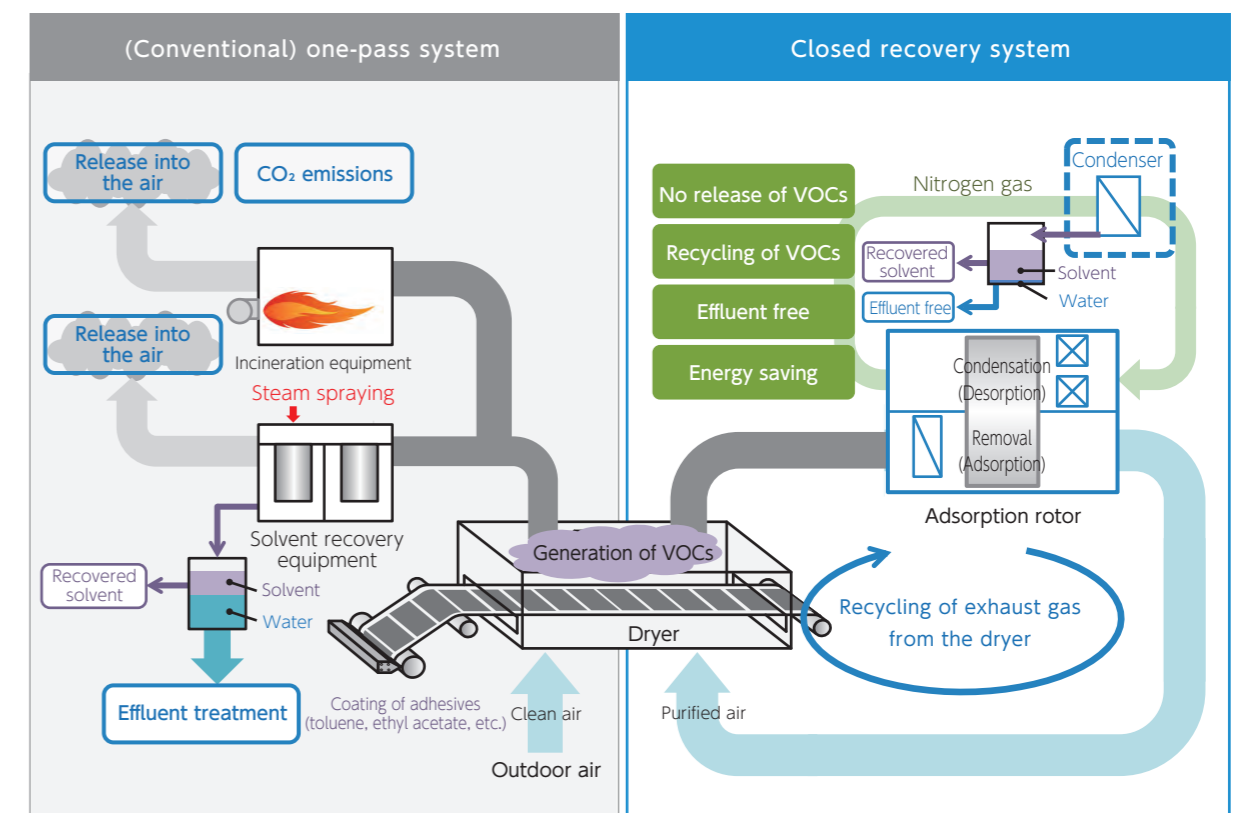 (Conventional) one-pass system
Release into
the air
CO₂ emissions
Incineration equipment
Release into
the air
Steam spraying
Solvent recovery
equipment
Recovered
solvent
Solvent
Water
Effluent treatment
Coating of adhesives
(toluene, ethyl acetate, etc.)
Clean air
Outdoor air
Generation of VOCs
Dryer
Closed recovery system
No release of VOCs
Recycling of VOCs
Effluent free
Energy saving
Nitrogen gas
Condenser
Recovered
solvent
Solvent
Water
Effluent free
Condensation
(Desorption)
Removal
(Adsorption)
Adsorption rotor
Recycling of exhaust gas
from the dryer
Purified air